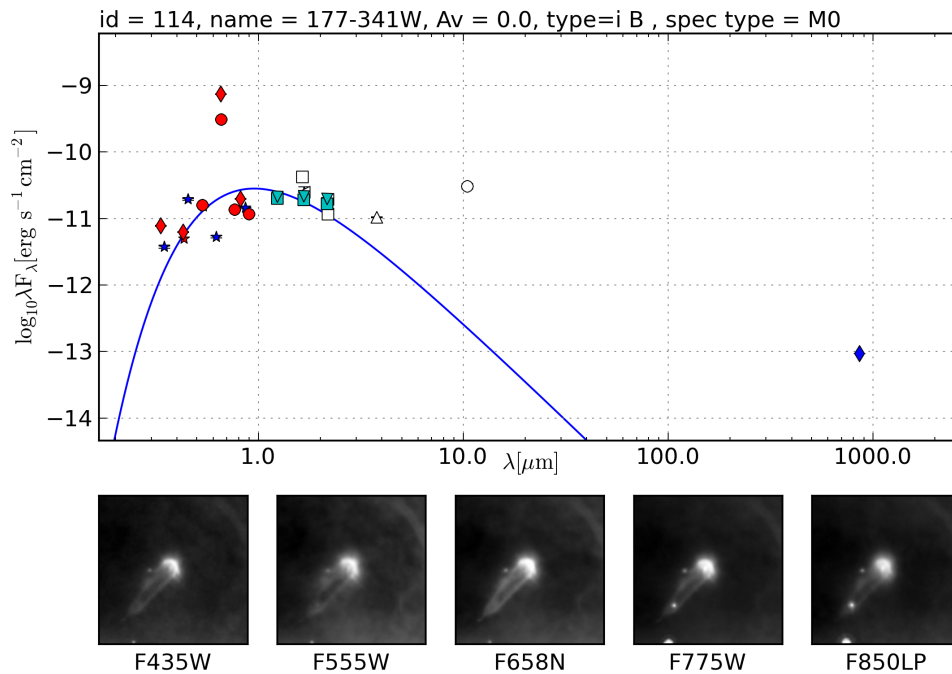 id = 114, name = 177-341W, Av = 0.0, type=i B , spec type = M0
log₁₀λF_λ[erg s⁻¹ cm⁻²]
−9
−10
−11
−12
−13
−14
1.0 10.0 100.0 1000.0
λ[μm]
F435W F555W F658N F775W F850LP